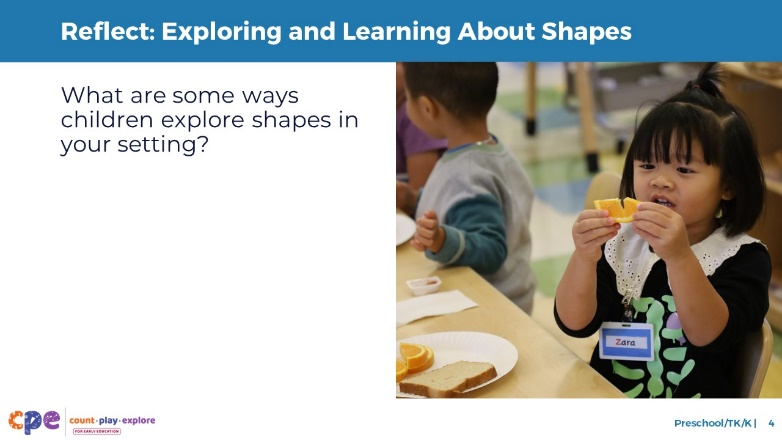 Reflect: Exploring and Learning About Shapes
What are some ways
children explore shapes in
your setting?
Zara
cpe
count·play·explore
FOR EARLY EDUCATION
Preschool/TK/K | 4